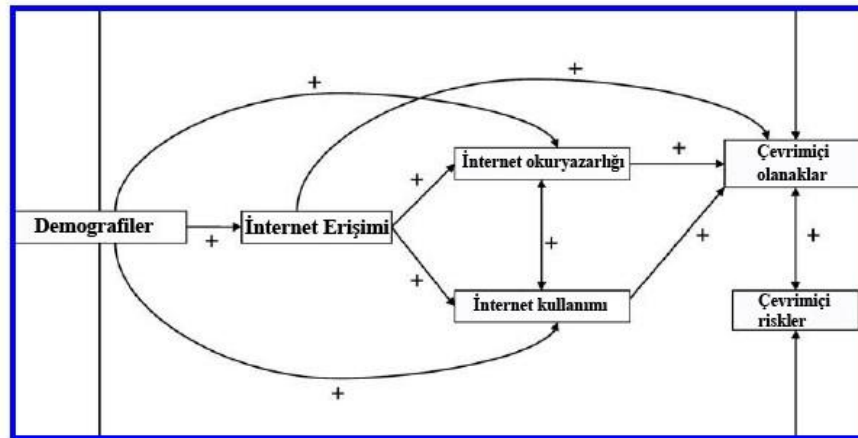 +
+
İnternet okuryazarlığı
+
Çevrimiçi
olanaklar
+
Demografiler
+
İnternet Erişimi
+
+
+
+
İnternet kullanımı
Çevrimiçi
riskler
+